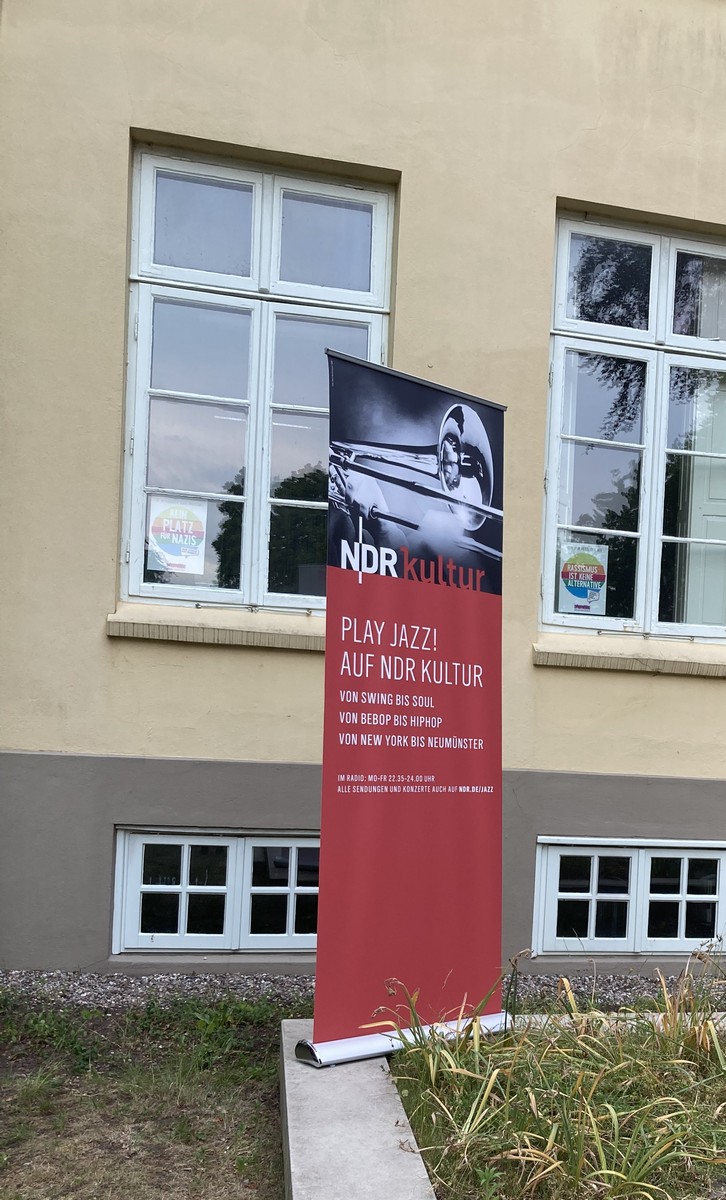 KEIN
PLATZ
FÜR NAZIS
RASSISMUS
IST KEINE
ALTERNATIVE
NDR kultur
PLAY JAZZ!
AUF NDR KULTUR
VON SWING BIS SOUL
VON BEBOP BIS HIPHOP
VON NEW YORK BIS NEUMÜNSTER
IM RADIO: MO-FR 22.35-24.00 UHR
ALLE SENDUNGEN UND KONZERTE AUCH AUF NDR.DE/JAZZ